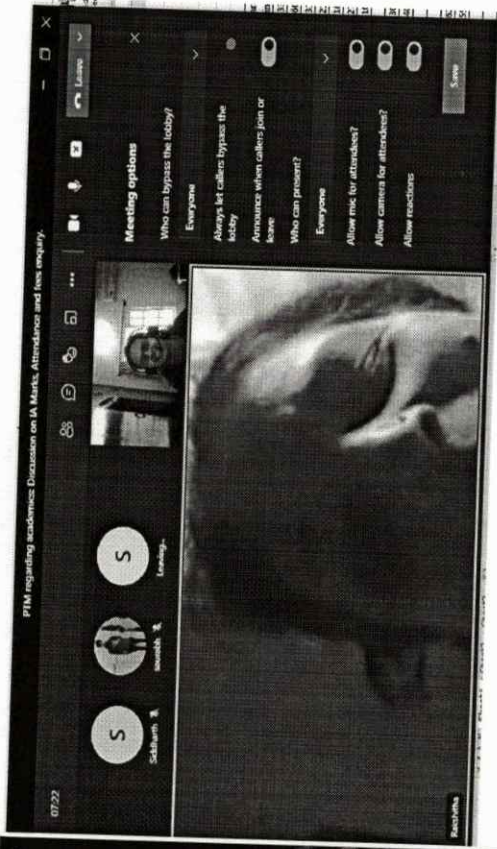 PTM regarding academics: Discussion on IA Marks, Attendance and fees enquiry.
07:22
Leave
Siddharth
sourabh
S
S
Leaving...
Rakshitha
Meeting options
Who can bypass the lobby?
Everyone
Always let callers bypass the
lobby
Announce when callers join or
leave
Who can present?
Everyone
Allow mic for attendees?
Allow camera for attendees?
Allow reactions
Save